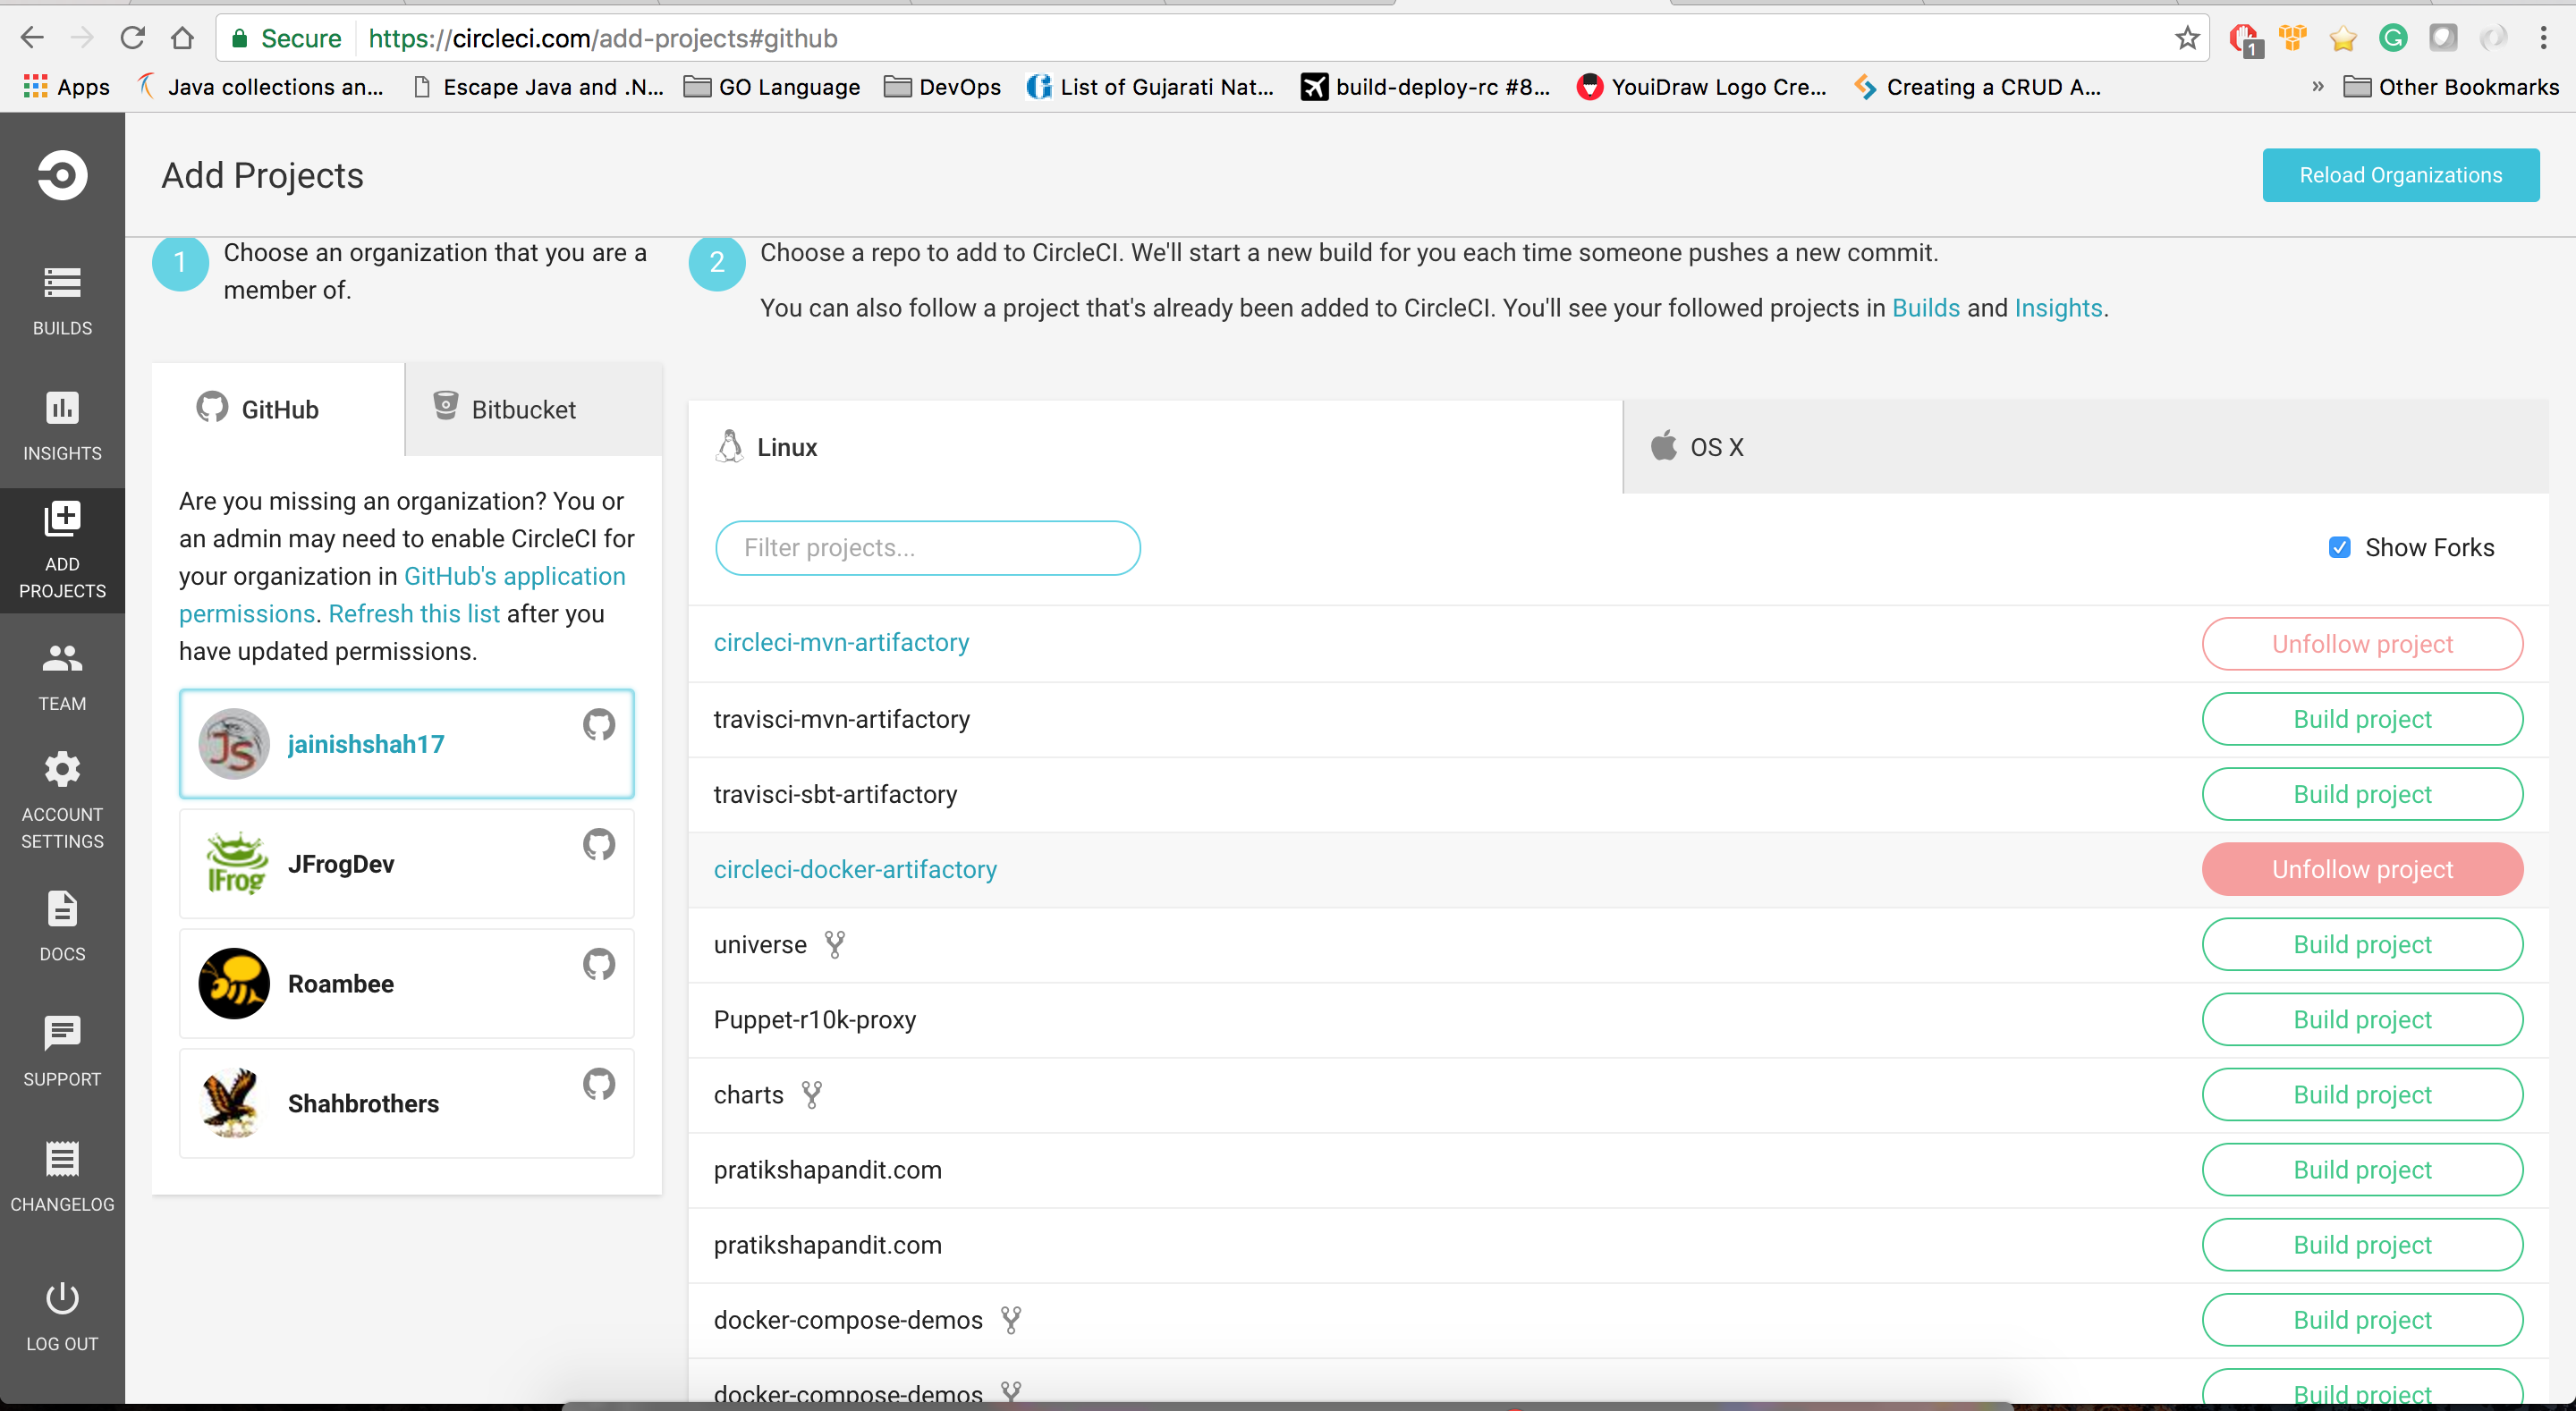 Secure https://circleci.com/add-projects#github
1
Apps Java collections an... Escape Java and .N... GO Language DevOps List of Gujarati Nat... build-deploy-rc #8... YouiDraw Logo Cre... Creating a CRUD A... » Other Bookmarks
Add Projects
Reload Organizations
BUILDS
INSIGHTS
ADD
PROJECTS
TEAM
ACCOUNT
SETTINGS
DOCS
SUPPORT
CHANGELOG
LOG OUT
1 Choose an organization that you are a
member of.
GitHub Bitbucket
Are you missing an organization? You or
an admin may need to enable CircleCI for
your organization in GitHub's application
permissions. Refresh this list after you
have updated permissions.
JS jainishshah17
JFrog JFrogDev
Roambee
Shahbrothers
2 Choose a repo to add to CircleCI. We'll start a new build for you each time someone pushes a new commit.
You can also follow a project that's already been added to CircleCI. You'll see your followed projects in Builds and Insights.
Linux OS X
Filter projects... Show Forks
circleci-mvn-artifactory Unfollow project
travisci-mvn-artifactory Build project
travisci-sbt-artifactory Build project
circleci-docker-artifactory Unfollow project
universe Build project
Puppet-r10k-proxy Build project
charts Build project
pratikshapandit.com Build project
pratikshapandit.com Build project
docker-compose-demos Build project
docker-compose-demos Build project